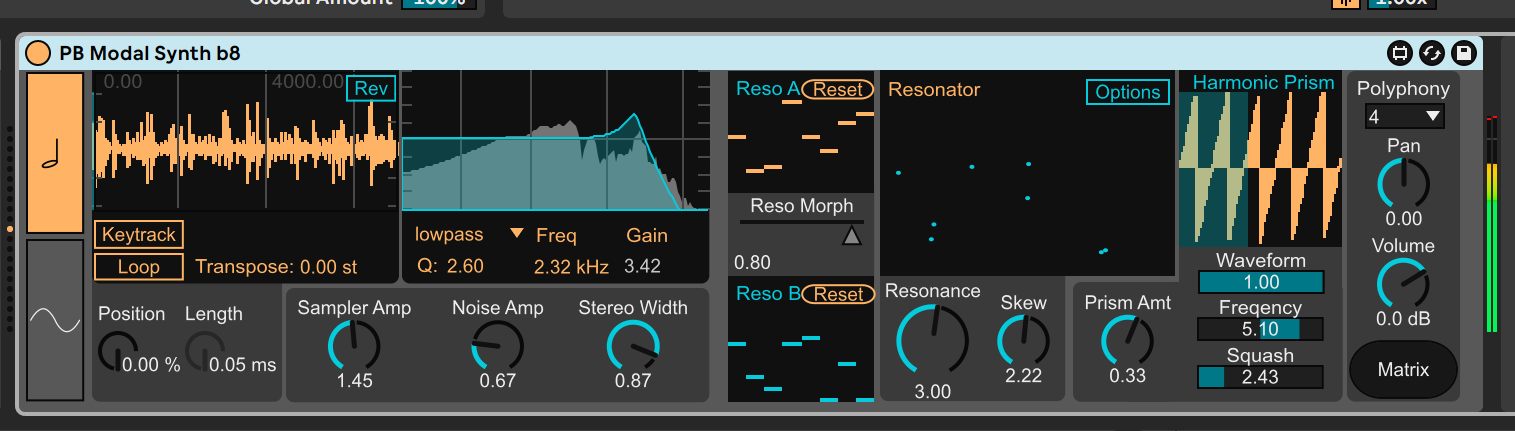 Global Amount 100%
1.00x
PB Modal Synth b8
0.00
4000.00
Rev
Keytrack
Loop
Transpose: 0.00 st
lowpass
Freq
Gain
Q: 2.60
2.32 kHz
3.42
Position
Length
0.00 %
0.05 ms
Sampler Amp
Noise Amp
Stereo Width
1.45
0.67
0.87
Reso A
Reset
Reso Morph
0.80
Reso B
Reset
Resonator
Options
Resonance
Skew
3.00
2.22
Harmonic Prism
Prism Amt
0.33
Waveform
1.00
Freqency
5.10
Squash
2.43
Polyphony
4
Pan
0.00
Volume
0.0 dB
Matrix